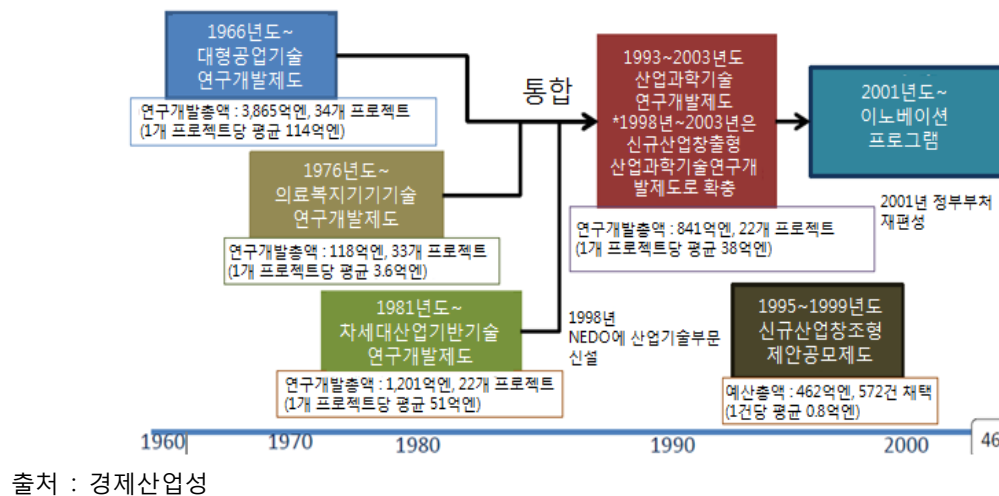 1966년도~
대형공업기술
연구개발제도
연구개발총액 : 3,865억엔, 34개 프로젝트
(1개 프로젝트당 평균 114억엔)
1976년도~
의료복지기기기술
연구개발제도
연구개발총액 : 118억엔, 33개 프로젝트
(1개 프로젝트당 평균 3.6억엔)
1981년도~
차세대산업기반기술
연구개발제도
연구개발총액 : 1,201억엔, 22개 프로젝트
(1개 프로젝트당 평균 51억엔)
통합
1993~2003년도
산업과학기술
연구개발제도
*1998년~2003년은
신규산업창출형
산업과학기술연구개
발제도로 확충
연구개발총액 : 841억엔, 22개 프로젝트
(1개 프로젝트당 평균 38억엔)
2001년도~
이노베이션
프로그램
2001년 정부부처
재편성
1998년
NEDO에 산업기술부문
신설
1995~1999년도
신규산업창조형
제안공모제도
예산총액 : 462억엔, 572건 채택
(1건당 평균 0.8억엔)
1960 1970 1980 1990 2000 46
출처 : 경제산업성